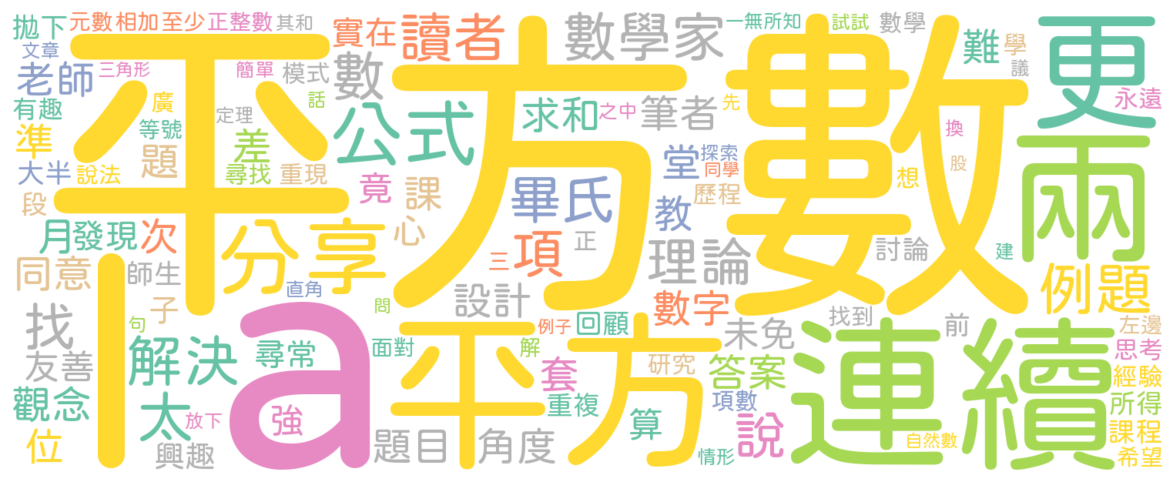 拋下 元數 相加 至少 正整數 其和
文章
平方數
實在 讀者 數學家 一無所知 試試 數學
難 學 議
更
老師 三角形 簡單 模式 數 永遠
有趣 廣 話 定理 公式 求和 之中 筆者 先
準 等號 差 換
題 大半 說法 尋找 重現 竟 課 畢氏 堂 探索 同學 想 股
兩
段 歷程 教
月 發現 次 分享 心 項 正 理論 討論 建
同意 師生 三 例題
子 直角 設計 數字
la
找 句 問 例子 回顧 未免 找到 前 左邊
解決 尋常 面對 平方 解 連續 思考
友善 套 研究 答案 經驗
觀念 太 放下 強 重複 算 項數 說 所得
位 興趣 題目 角度 情形 自然數 課程
希望